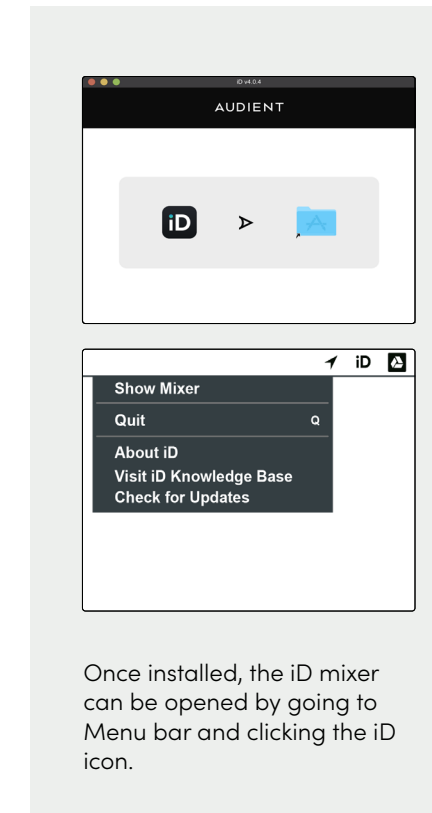 iD v4.0.4
AUDIENT
iD
iD
Show Mixer
Quit Q
About iD
Visit iD Knowledge Base
Check for Updates
Once installed, the iD mixer
can be opened by going to
Menu bar and clicking the iD
icon.